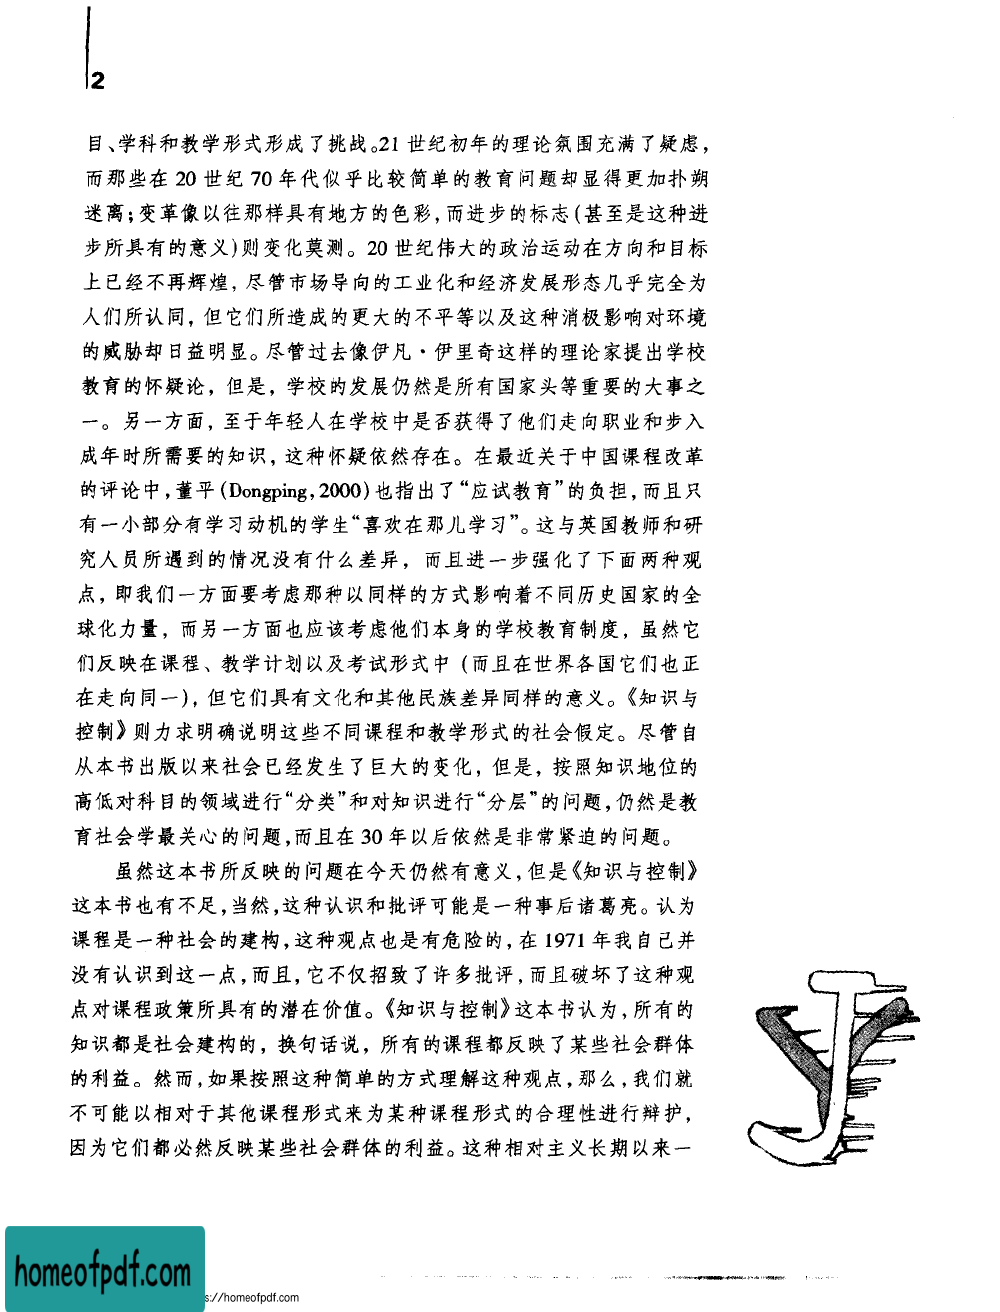 2
目、学科和教学形式形成了挑战。21 世纪初年的理论氛围充满了疑虑，
而那些在 20 世纪 70 年代似乎比较简单的教育问题却显得更加扑朔
迷离；变革像以往那样具有地方的色彩，而进步的标志（甚至是这种进
步所具有的意义）则变化莫测。20 世纪伟大的政治运动在方向和目标
上已经不再辉煌，尽管市场导向的工业化和经济发展形态几乎完全为
人们所认同，但它们所造成的更大的不平等以及这种消极影响对环境
的威胁却日益明显。尽管过去像伊凡·伊里奇这样的理论家提出学校
教育的怀疑论，但是，学校的发展仍然是所有国家头等重要的大事之
一。另一方面，至于年轻人在学校中是否获得了他们走向职业和步入
成年时所需要的知识，这种怀疑依然存在。在最近关于中国课程改革
的评论中，董平（Dongping，2000）也指出了“应试教育”的负担，而且只
有一小部分有学习动机的学生“喜欢在那儿学习”。这与英国教师和研
究人员所遇到的情况没有什么差异，而且进一步强化了下面两种观
点，即我们一方面要考虑那种以同样的方式影响着不同历史国家的全
球化力量，而另一方面也应该考虑他们本身的学校教育制度，虽然它
们反映在课程、教学计划以及考试形式中（而且在世界各国它们也正
在走向同一），但它们具有文化和其他民族差异同样的意义。《知识与
控制》则力求明确说明这些不同课程和教学形式的社会假定。尽管自
从本书出版以来社会已经发生了巨大的变化，但是，按照知识地位的
高低对科目的领域进行“分类”和对知识进行“分层”的问题，仍然是教
育社会学最关心的问题，而且在 30 年以后依然是非常紧迫的问题。
虽然这本书所反映的问题在今天仍然有意义，但是《知识与控制》
这本书也有不足，当然，这种认识和批评可能是一种事后诸葛亮。认为
课程是一种社会的建构，这种观点也是有危险的，在 1971 年我自己并
没有认识到这一点，而且，它不仅招致了许多批评，而且破坏了这种观
点对课程政策所具有的潜在价值。《知识与控制》这本书认为，所有的
知识都是社会建构的，换句话说，所有的课程都反映了某些社会群体
的利益。然而，如果按照这种简单的方式理解这种观点，那么，我们就
不可能以相对于其他课程形式来为某种课程形式的合理性进行辩护，
因为它们都必然反映某些社会群体的利益。这种相对主义长期以来一
homeofpdf.com
s://homeofpdf.com